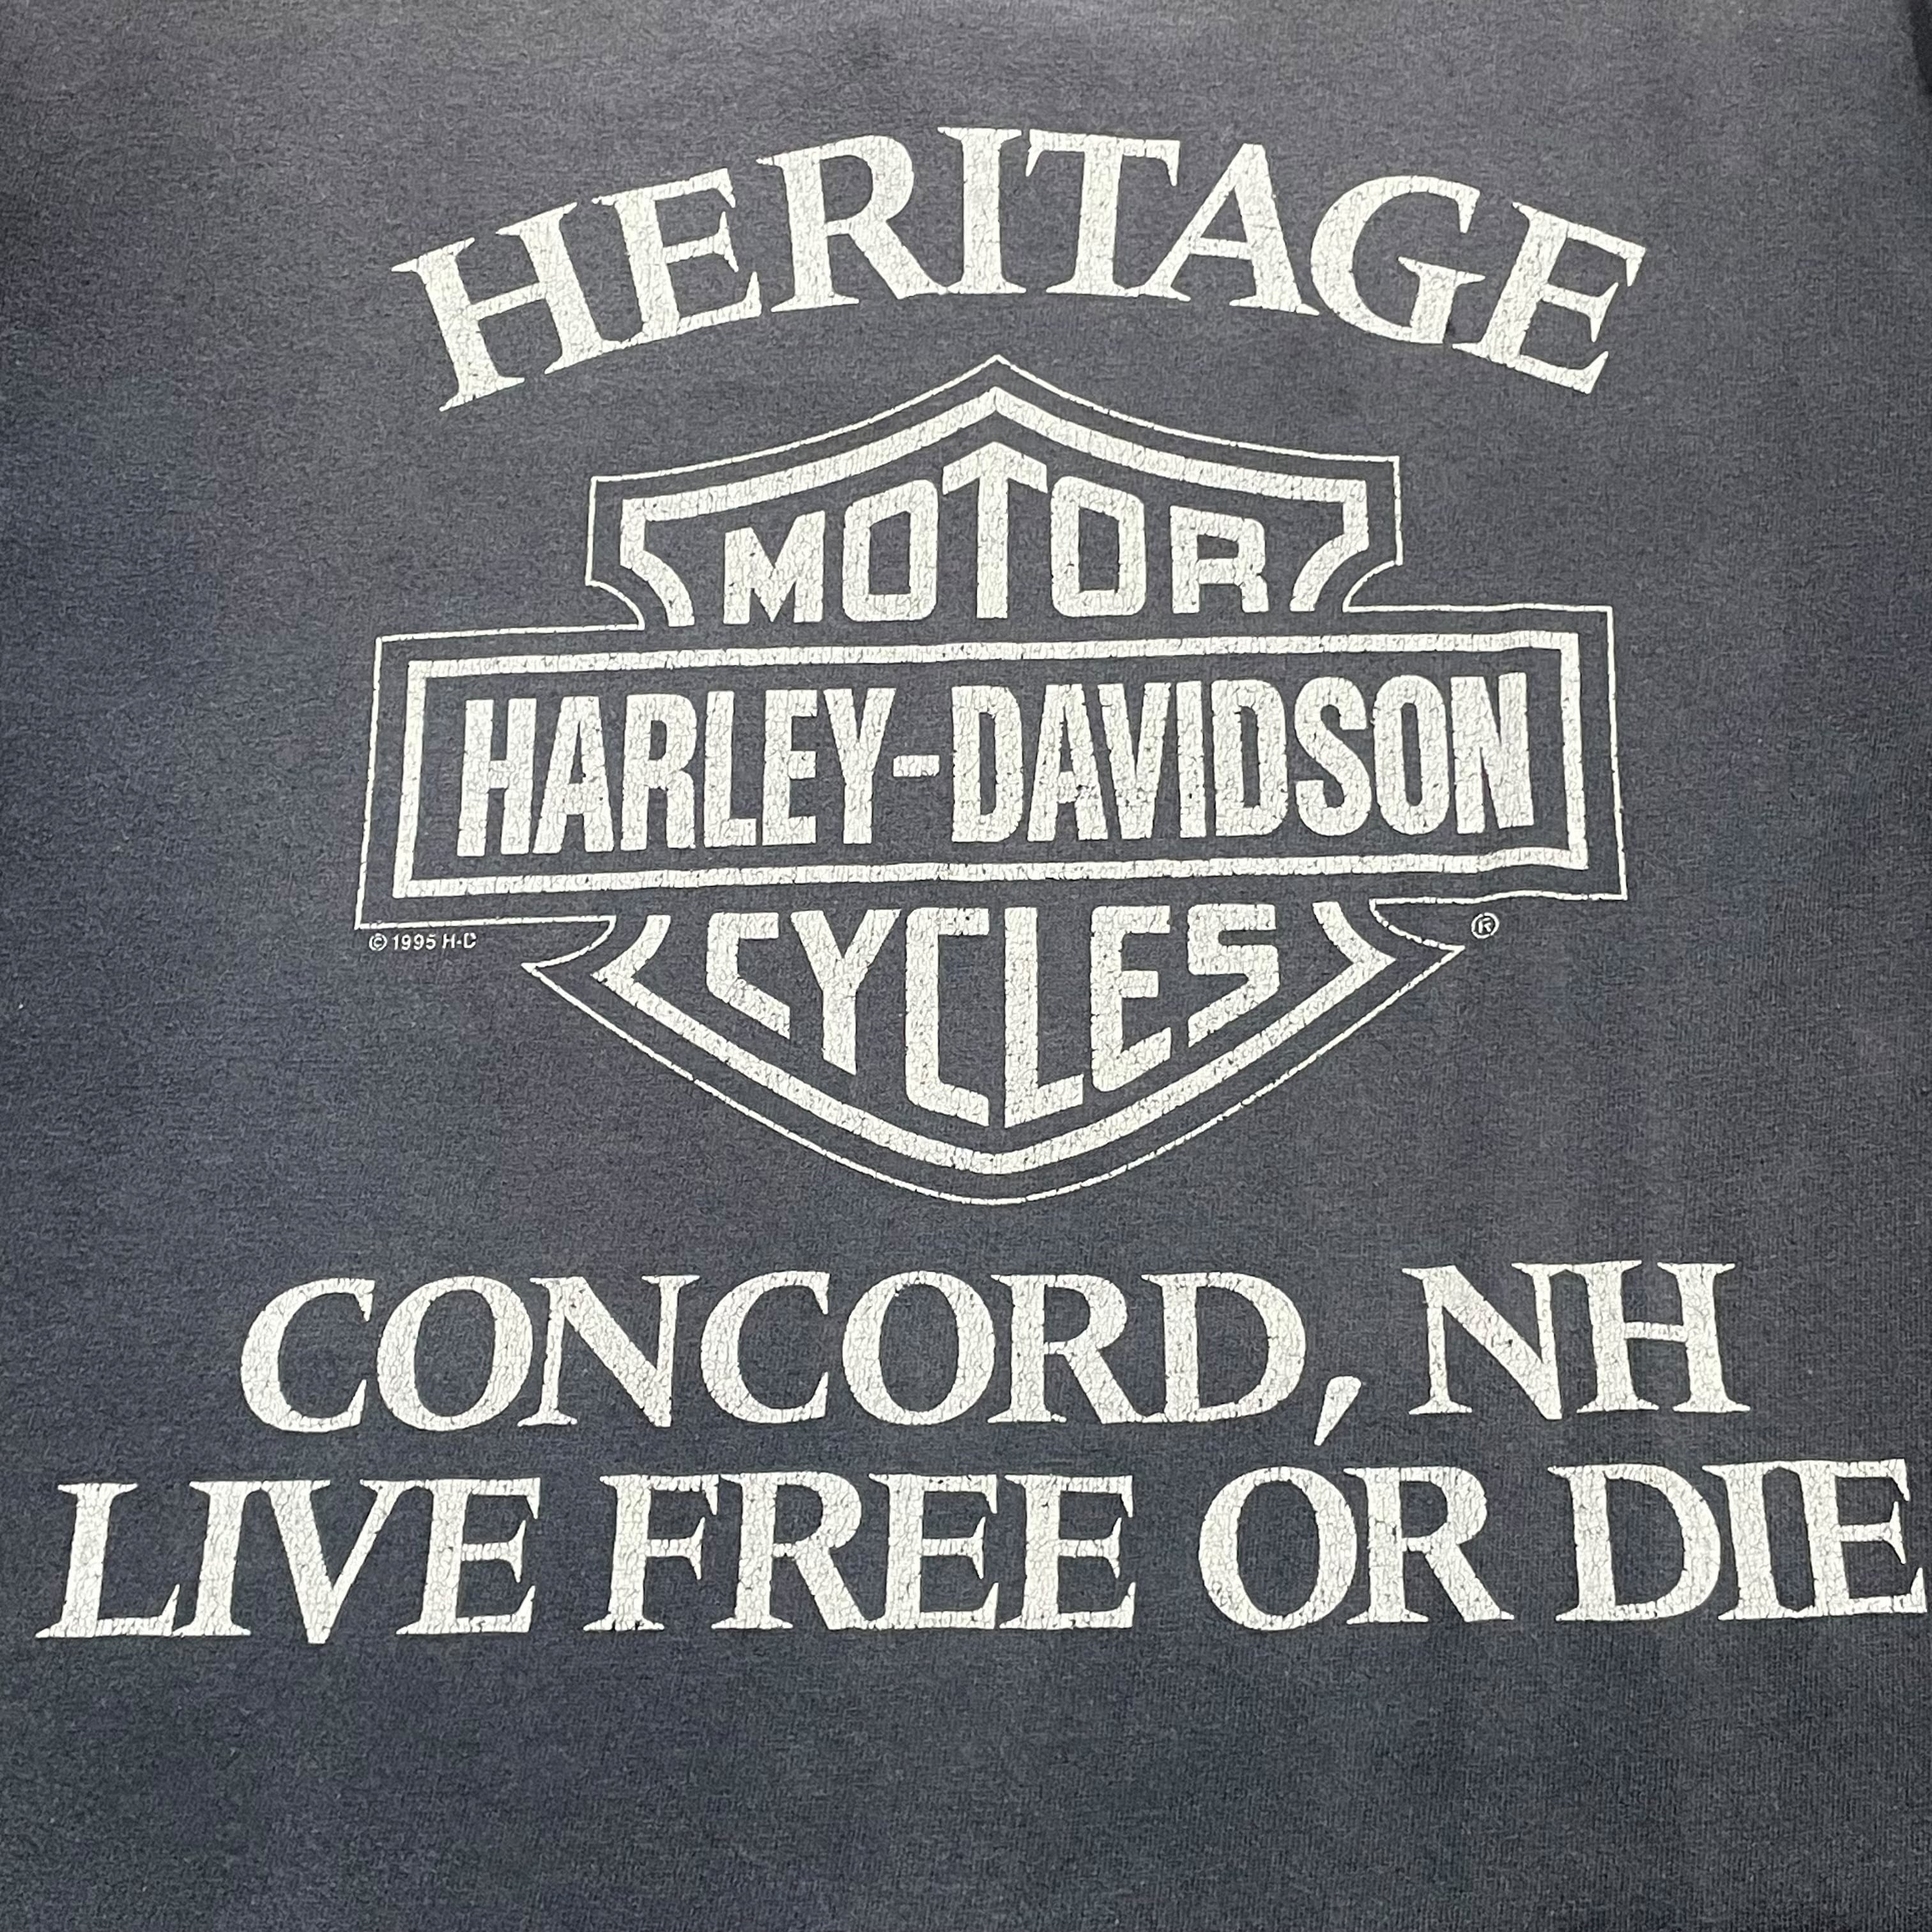 HERITAGE
MOTOR
HARLEY-DAVIDSON
CYCLES
© 1995 H-D
®
CONCORD, NH
LIVE FREE OR DIE